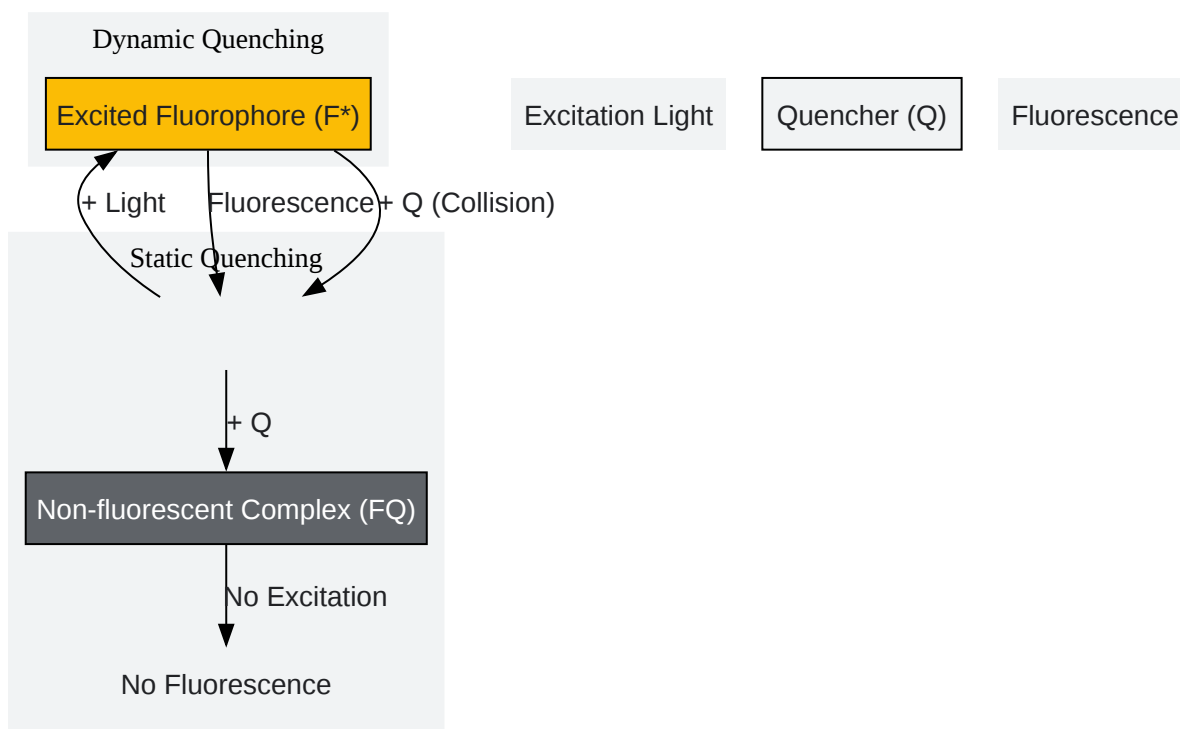 Dynamic Quenching
Excited Fluorophore (F*)
Excitation Light
Quencher (Q)
Fluorescence
+ Light
Fluorescence
+ Q (Collision)
Static Quenching
+ Q
Non-fluorescent Complex (FQ)
No Excitation
No Fluorescence